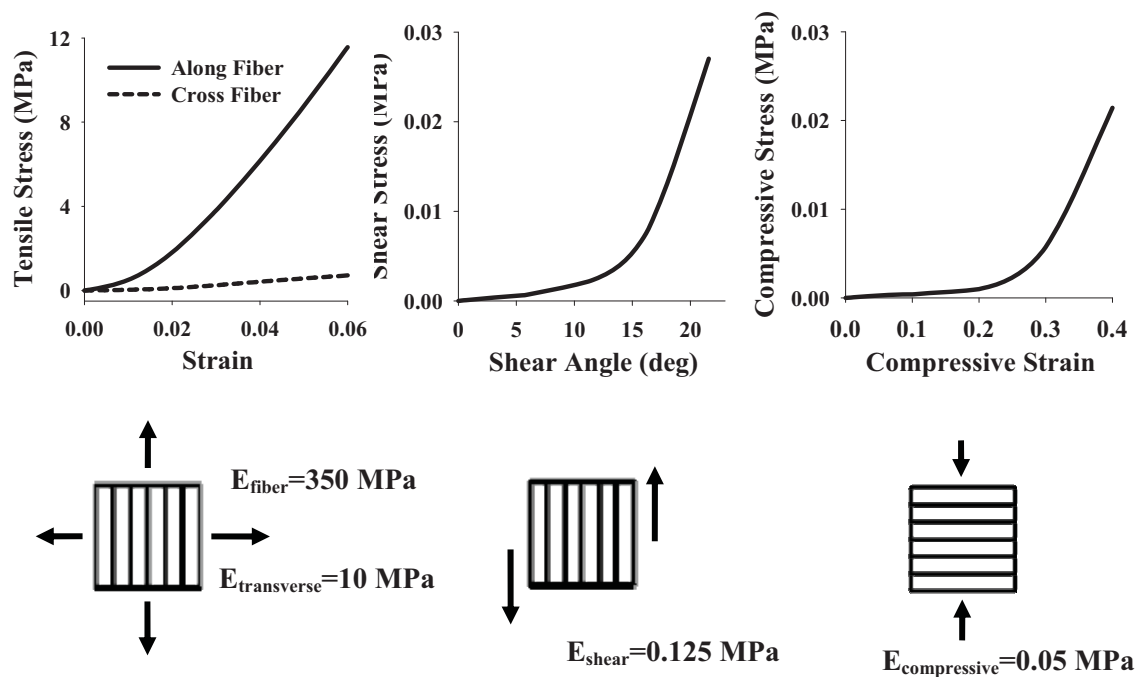 Tensile Stress (MPa)
12
8
4
0
Along Fiber
Cross Fiber
0.00 0.02 0.04 0.06
Strain
Shear Stress (MPa)
0.03
0.02
0.01
0.00
0 5 10 15 20
Shear Angle (deg)
Compressive Stress (MPa)
0.03
0.02
0.01
0.00
0.0 0.1 0.2 0.3 0.4
Compressive Strain
Efiber=350 MPa
Etransverse=10 MPa
Eshear=0.125 MPa
Ecompressive=0.05 MPa